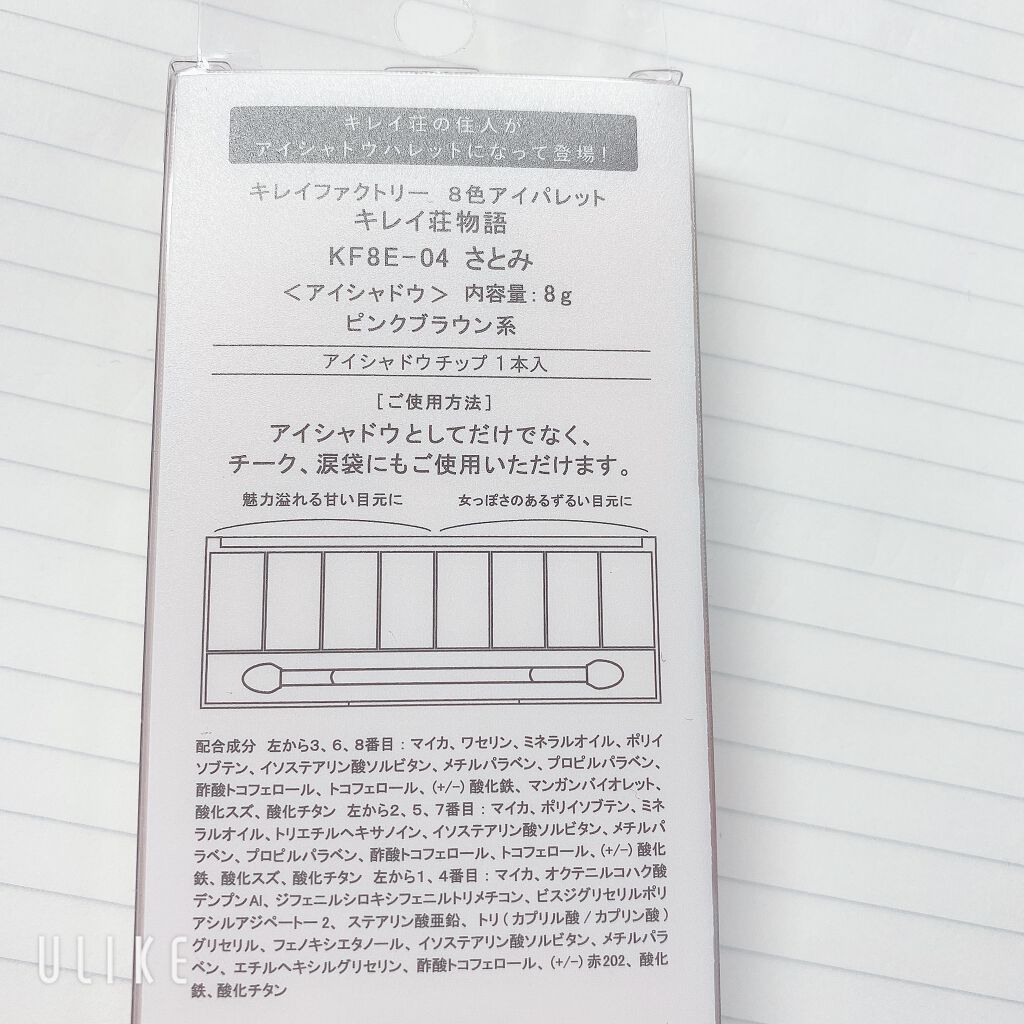 キレイ荘の住人が
アイシャドウパレットになって登場!
キレイファクトリー 8色アイパレット
キレイ荘物語
KF8E-04 さとみ
<アイシャドウ> 内容量:8g
ピンクブラウン系
アイシャドウチップ 1本入
[ご使用方法]
アイシャドウとしてだけでなく、
チーク、涙袋にもご使用いただけます。
魅力溢れる甘い目元に 女っぽさのあるずるい目元に
配合成分 左から3、6、8番目:マイカ、ワセリン、ミネラルオイル、ポリイ
ソブテン、イソステアリン酸ソルビタン、メチルパラベン、プロピルパラベン、
酢酸トコフェロール、トコフェロール、(+/-)酸化鉄、マンガンバイオレット、
酸化スズ、酸化チタン 左から2、5、7番目:マイカ、ポリイソブテン、ミネ
ラルオイル、トリエチルヘキサノイン、イソステアリン酸ソルビタン、メチルパ
ラベン、プロピルパラベン、酢酸トコフェロール、トコフェロール、(+/-)酸化
鉄、酸化スズ、酸化チタン 左から1、4番目:マイカ、オクテニルコハク酸
デンプンAl、ジフェニルシロキシフェニルトリメチコン、ビスジグリセリルポリ
アシルアジペート-2、ステアリン酸亜鉛、トリ(カプリル酸/カプリン酸)
グリセリル、フェノキシエタノール、イソステアリン酸ソルビタン、メチルパラ
ベン、エチルヘキシルグリセリン、酢酸トコフェロール、(+/-)赤202、酸化
鉄、酸化チタン
ULIKE